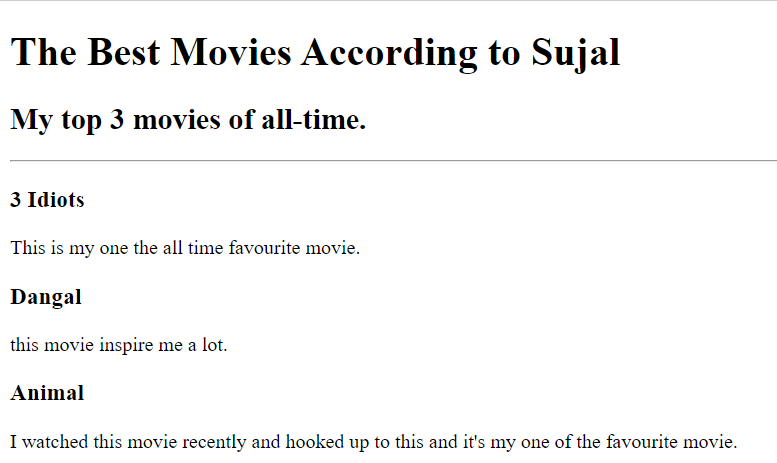 The Best Movies According to Sujal
My top 3 movies of all-time.
3 Idiots
This is my one the all time favourite movie.
Dangal
this movie inspire me a lot.
Animal
I watched this movie recently and hooked up to this and it's my one of the favourite movie.